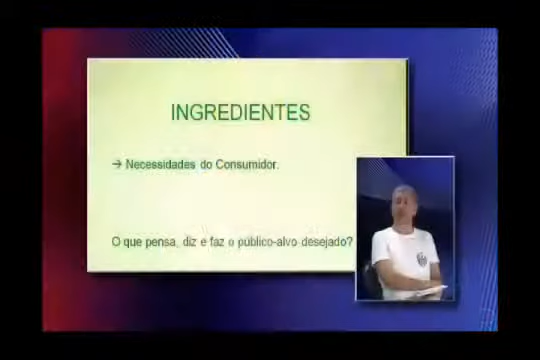 INGREDIENTES
→ Necessidades do Consumidor.
O que pensa, diz e faz o público-alvo desejado?